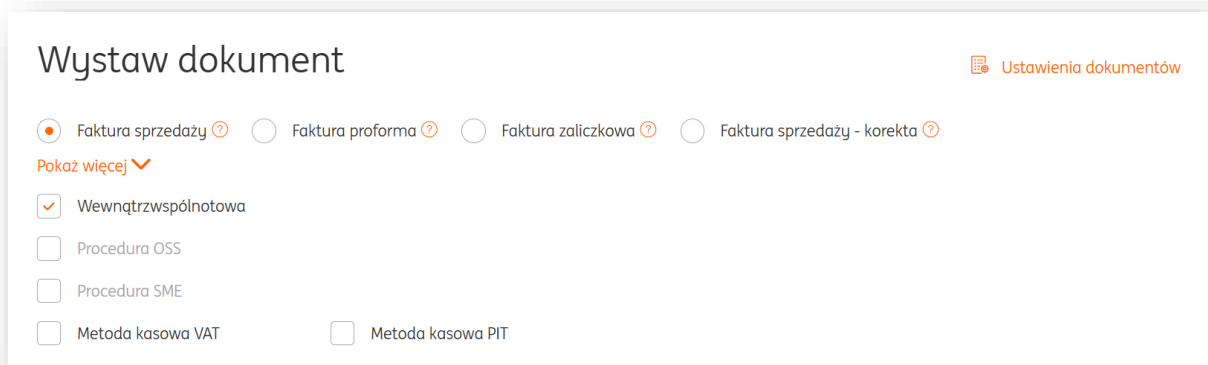 Wystaw dokument
Ustawienia dokumentów
Faktura sprzedaży ? Faktura proforma ? Faktura zaliczkowa ? Faktura sprzedaży - korekta ?
Pokaż więcej
Wewnątrzwspólnotowa
Procedura OSS
Procedura SME
Metoda kasowa VAT Metoda kasowa PIT